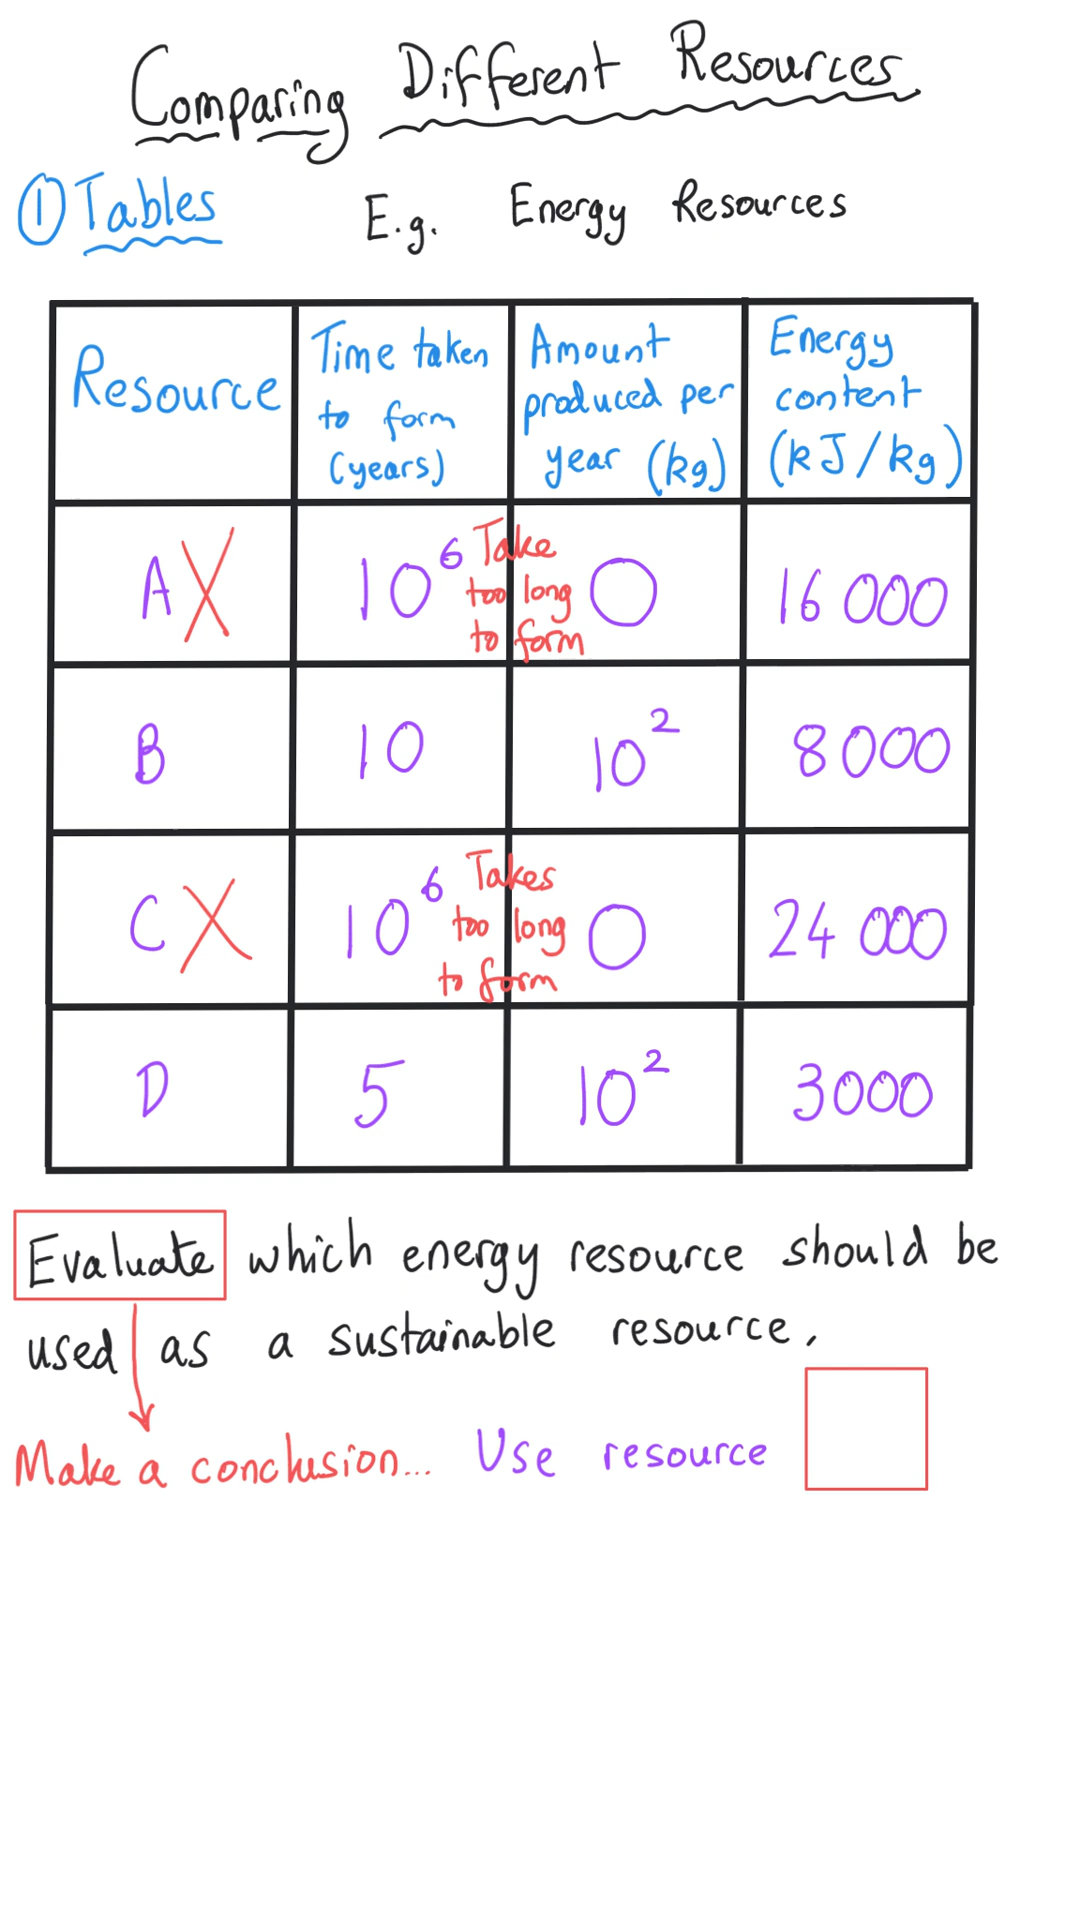 Comparing Different Resources
① Tables E.g. Energy Resources
Resource
Time taken
to form
(years)
Amount
produced per
year (kg)
Energy
content
(kJ/kg)
A X
10⁶
Take
too long
to form
0
16 000
B
10
10²
8000
C X
10⁶
Takes
too long
to form
0
24 000
D
5
10²
3000
Evaluate which energy resource should be
used as a sustainable resource.
Make a conclusion... Use resource